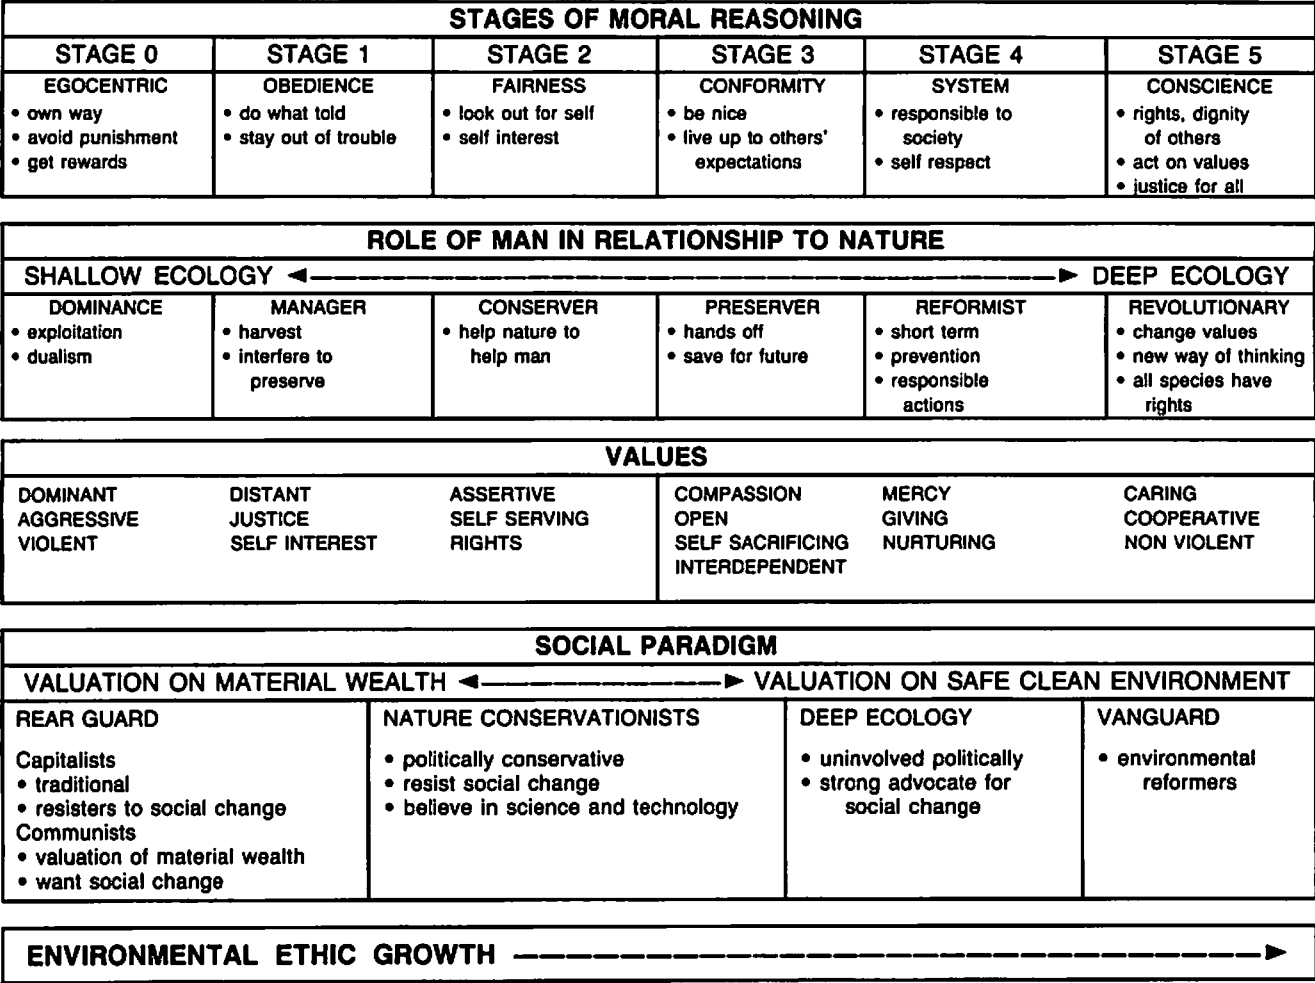 STAGES OF MORAL REASONING
STAGE 0 STAGE 1 STAGE 2 STAGE 3 STAGE 4 STAGE 5
EGOCENTRIC OBEDIENCE FAIRNESS CONFORMITY SYSTEM CONSCIENCE
• own way • do what told • look out for self • be nice • responsible to • rights, dignity
• avoid punishment • stay out of trouble • self interest • live up to others' society of others
• get rewards expectations • self respect • act on values
• justice for all
ROLE OF MAN IN RELATIONSHIP TO NATURE
SHALLOW ECOLOGY DEEP ECOLOGY
DOMINANCE MANAGER CONSERVER PRESERVER REFORMIST REVOLUTIONARY
• exploitation • harvest • help nature to • hands off • short term • change values
• dualism • interfere to help man • save for future • prevention • new way of thinking
preserve • responsible • all species have
actions rights
VALUES
DOMINANT DISTANT ASSERTIVE COMPASSION MERCY CARING
AGGRESSIVE JUSTICE SELF SERVING OPEN GIVING COOPERATIVE
VIOLENT SELF INTEREST RIGHTS SELF SACRIFICING NURTURING NON VIOLENT
INTERDEPENDENT
SOCIAL PARADIGM
VALUATION ON MATERIAL WEALTH VALUATION ON SAFE CLEAN ENVIRONMENT
REAR GUARD NATURE CONSERVATIONISTS DEEP ECOLOGY VANGUARD
Capitalists • politically conservative • uninvolved politically • environmental
• traditional • resist social change • strong advocate for reformers
• resisters to social change • believe in science and technology social change
Communists
• valuation of material wealth
• want social change
ENVIRONMENTAL ETHIC GROWTH